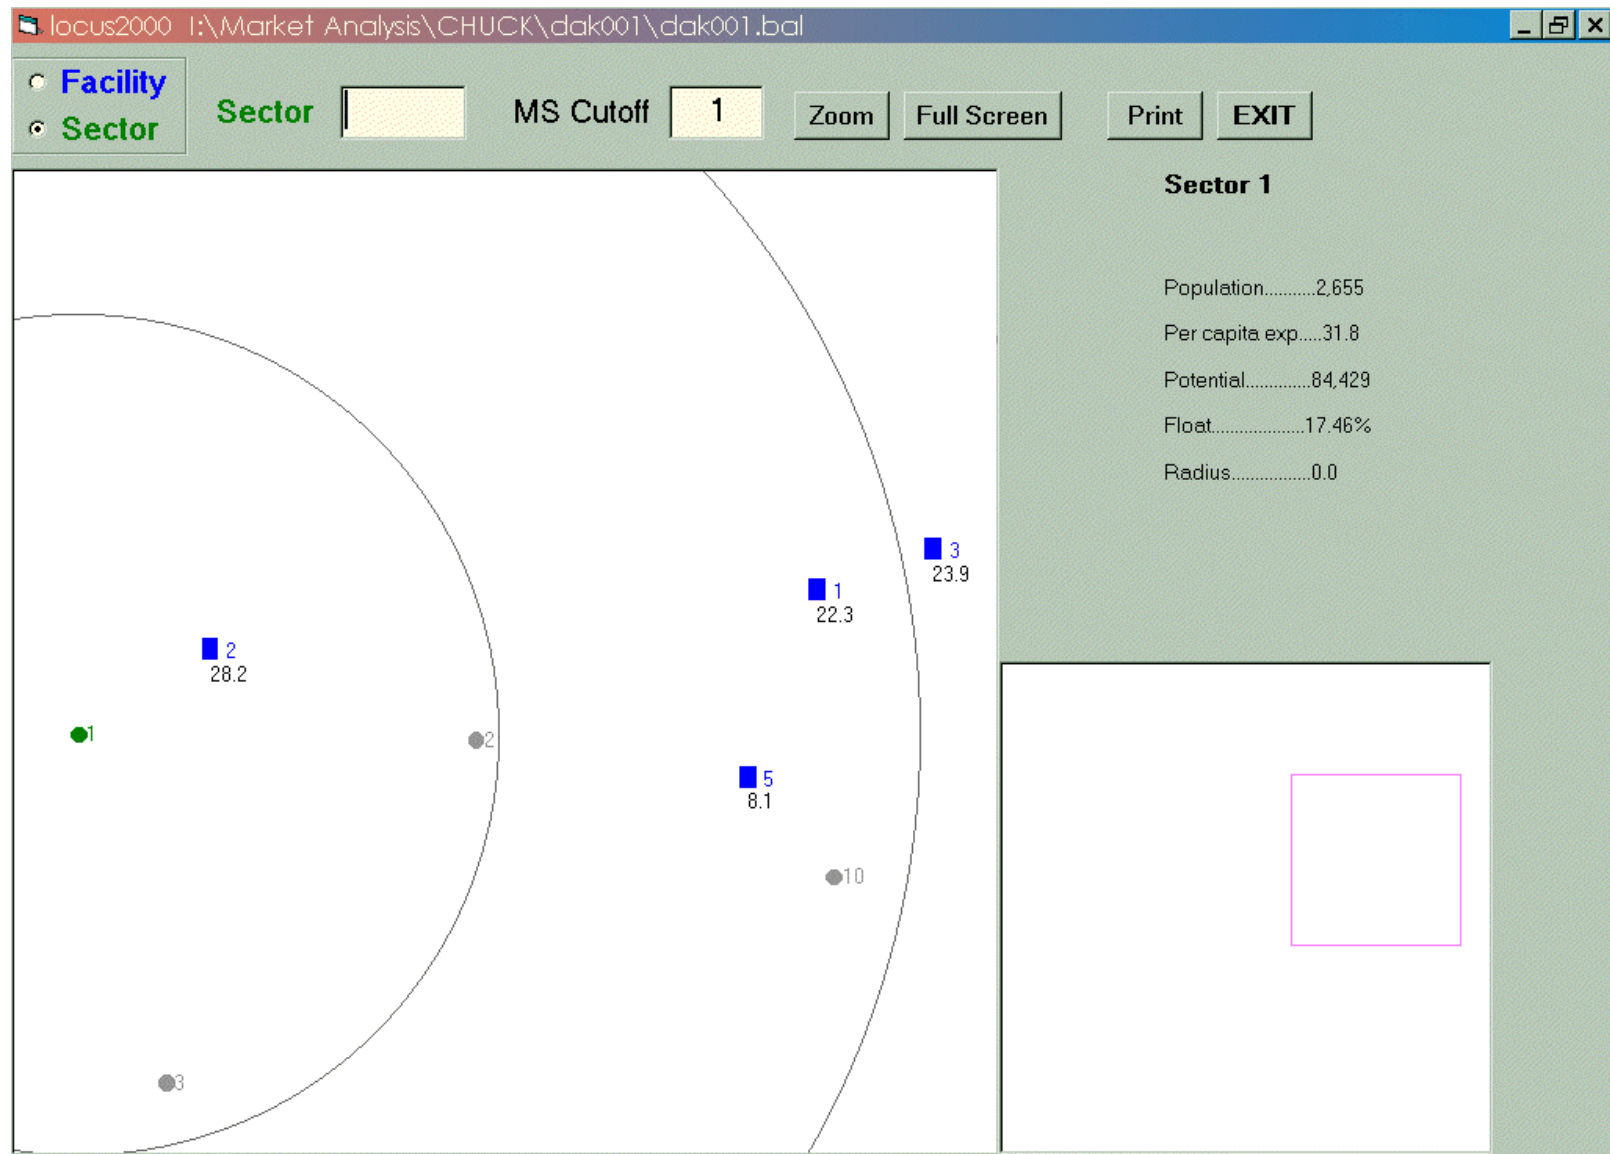 locus2000 I:\Market Analysis\CHUCK\dak001\dak001.bal
Facility
Sector
Sector
MS Cutoff 1
Zoom
Full Screen
Print
EXIT
Sector 1
Population..........2,655
Per capita exp.....31.8
Potential.............84,429
Float...................17.46%
Radius................0.0
3
23.9
1
22.3
2
28.2
1
2
5
8.1
10
3